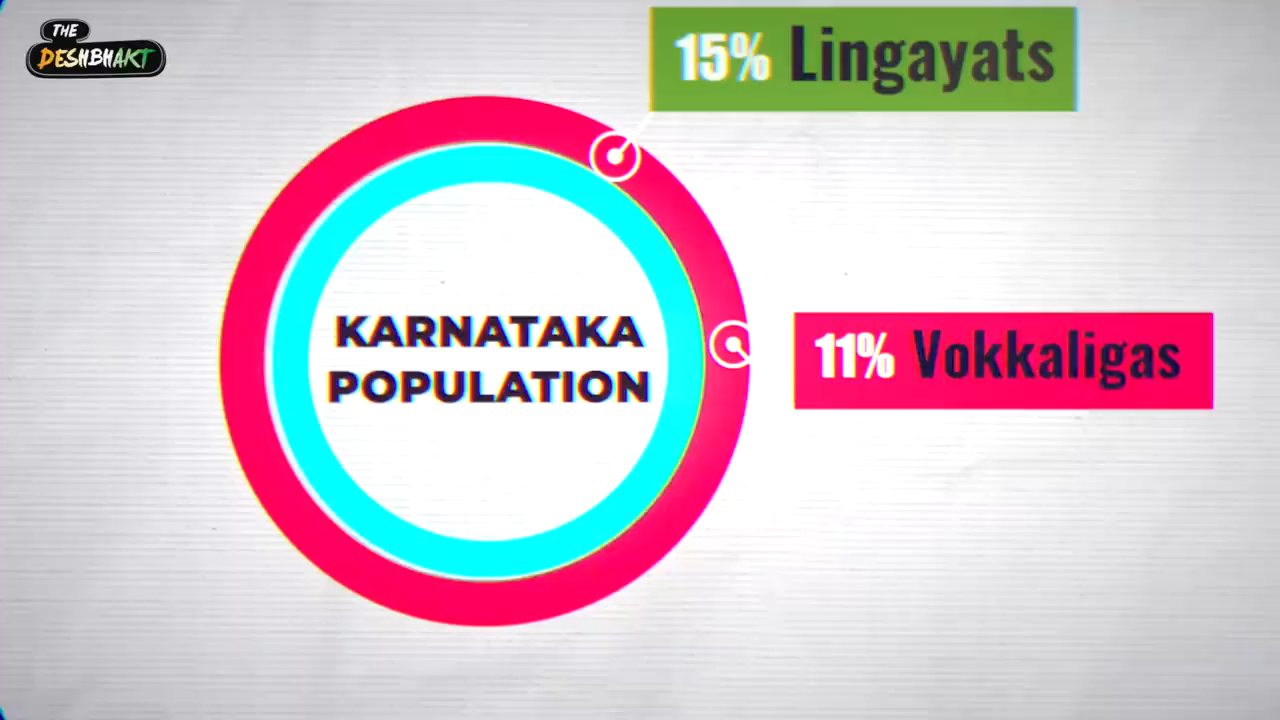 THE
DESHBHAKT
15% Lingayats
KARNATAKA
POPULATION
11% Vokkaligas